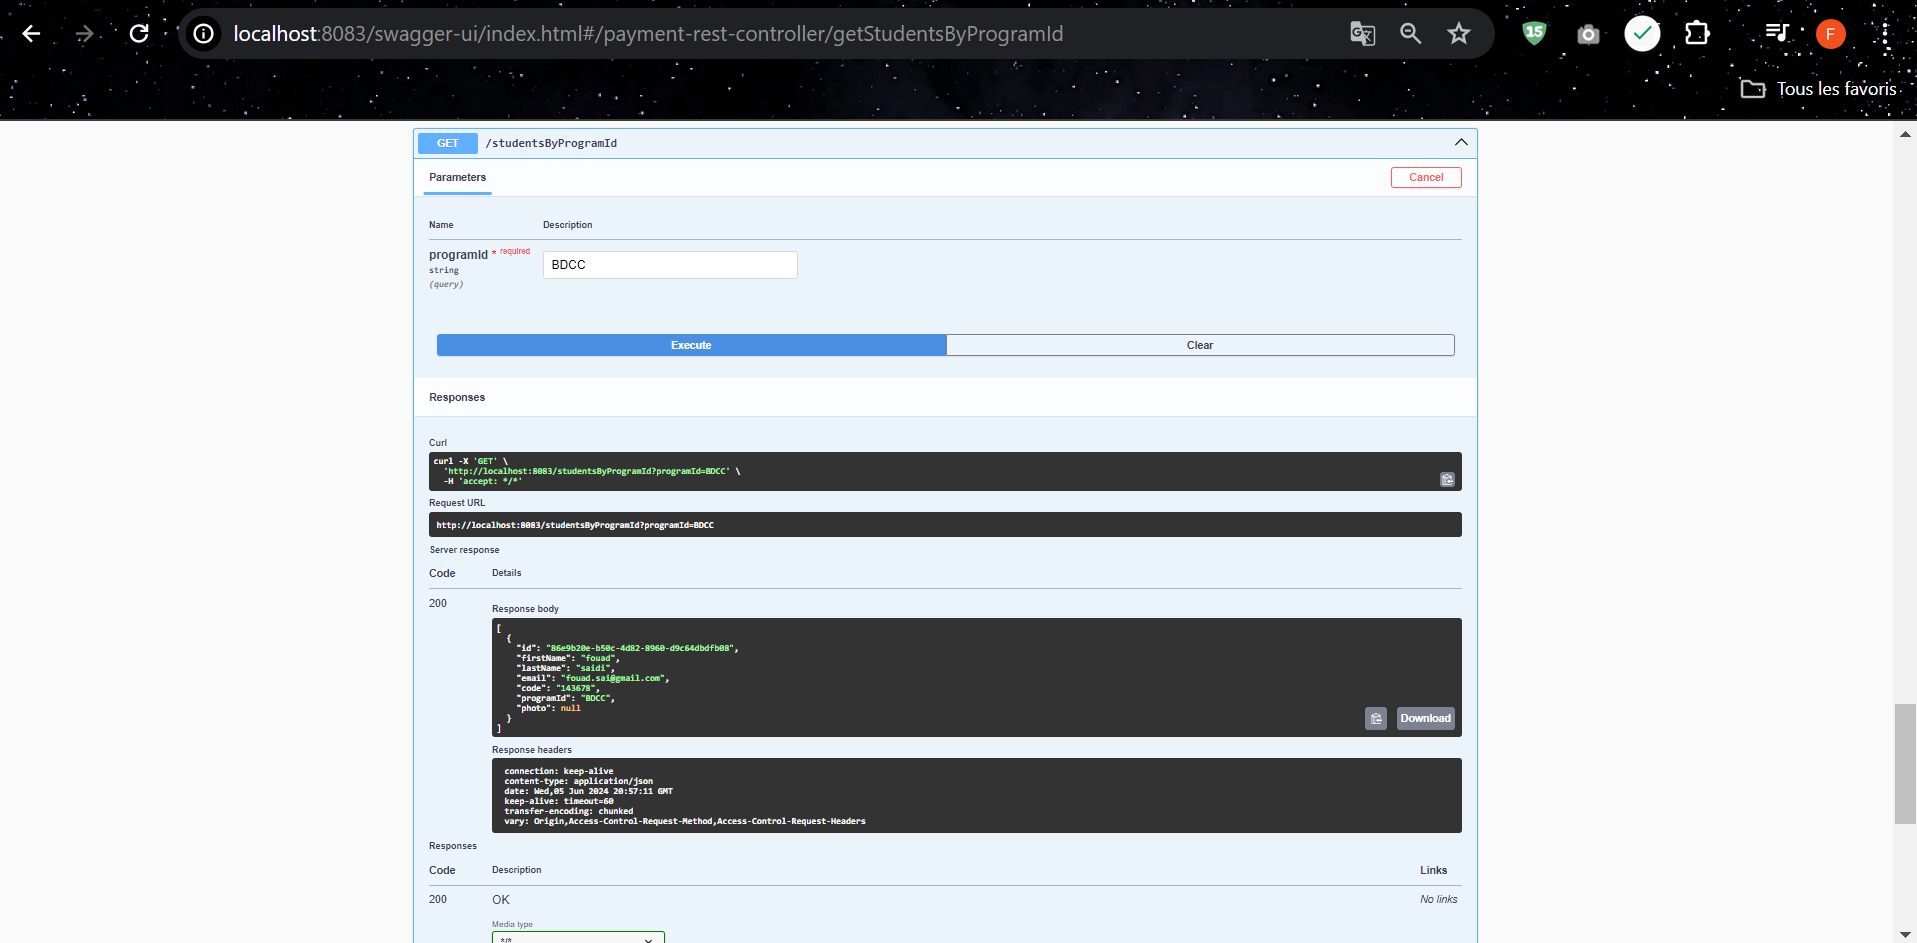 localhost:8083/swagger-ui/index.html#/payment-rest-controller/getStudentsByProgramId
15
F
Tous les favoris
GET /studentsByProgramId
Parameters
Cancel
Name Description
programId * required
string
(query)
BDCC
Execute
Clear
Responses
Curl
curl -X 'GET' \
'http://localhost:8083/studentsByProgramId?programId=BDCC' \
-H 'accept: */*'
Request URL
http://localhost:8083/studentsByProgramId?programId=BDCC
Server response
Code Details
200
Response body
[
{
"id": "86e9b20e-b50c-4d82-8960-d9c64dbdfb08",
"firstName": "fouad",
"lastName": "saidi",
"email": "fouad.sai@gmail.com",
"code": "143678",
"programId": "BDCC",
"photo": null
}
]
Download
Response headers
connection: keep-alive
content-type: application/json
date: Wed,05 Jun 2024 20:57:11 GMT
keep-alive: timeout=60
transfer-encoding: chunked
vary: Origin,Access-Control-Request-Method,Access-Control-Request-Headers
Responses
Code Description Links
200 OK No links
Media type
*/*